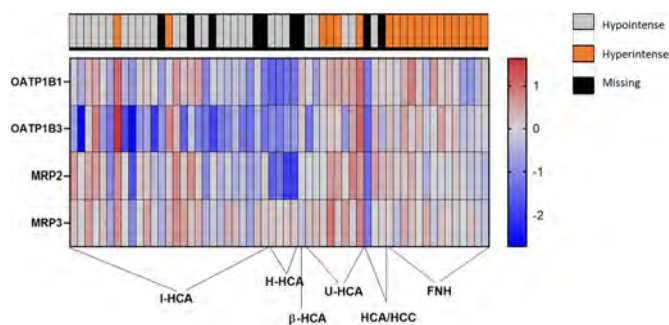 Hypointense
Hyperintense
Missing
OATP1B1
OATP1B3
MRP2
MRP3
1
0
-1
-2
I-HCA
H-HCA
β-HCA
U-HCA
HCA/HCC
FNH